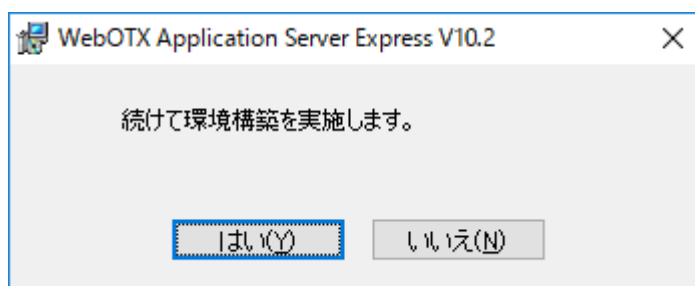 WebOTX Application Server Express V10.2
続けて環境構築を実施します。
はい(Y)
いいえ(N)